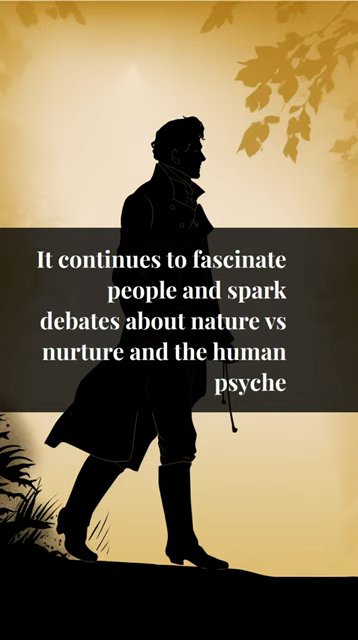 It continues to fascinate
people and spark
debates about nature vs
nurture and the human
psyche